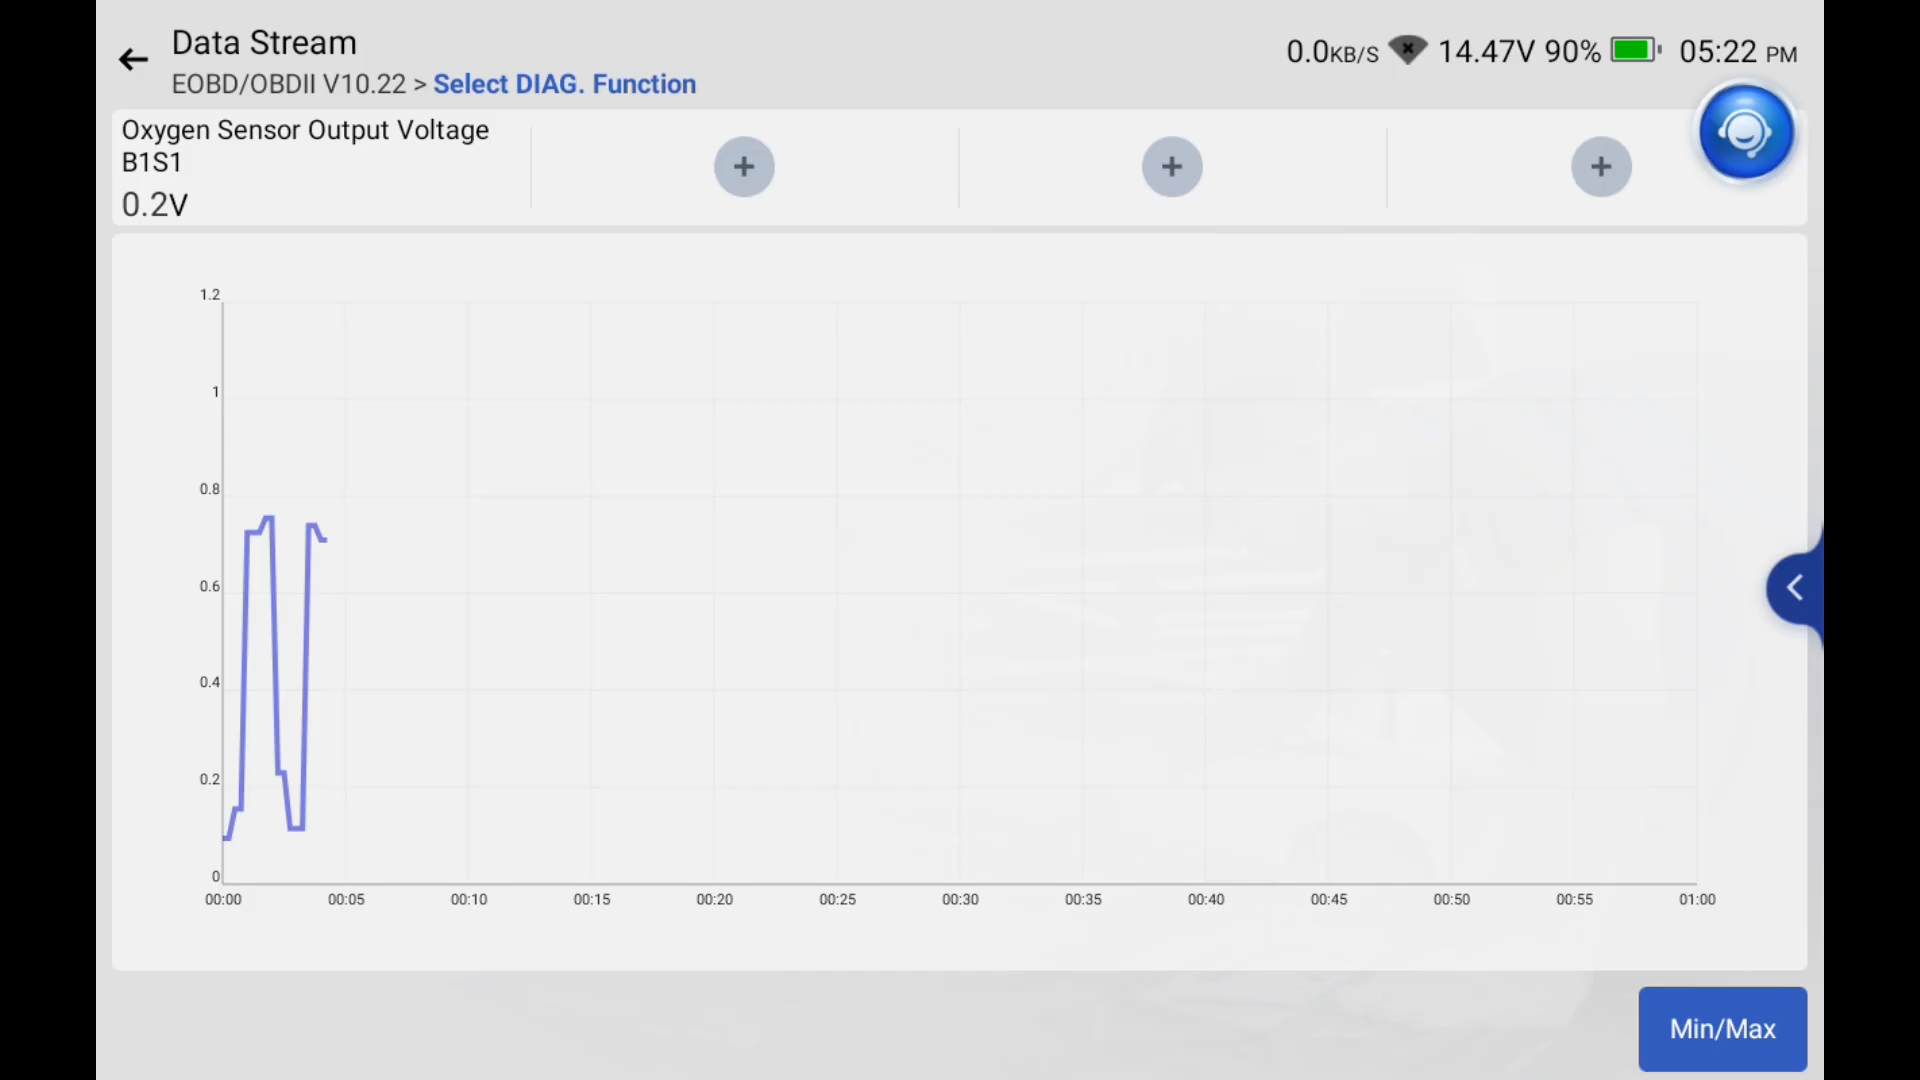 Data Stream
EOBD/OBDII V10.22 > Select DIAG. Function
0.0KB/S 14.47V 90% 05:22 PM
Oxygen Sensor Output Voltage
B1S1
0.2V
1.2
1
0.8
0.6
0.4
0.2
0
00:00 00:05 00:10 00:15 00:20 00:25 00:30 00:35 00:40 00:45 00:50 00:55 01:00
Min/Max